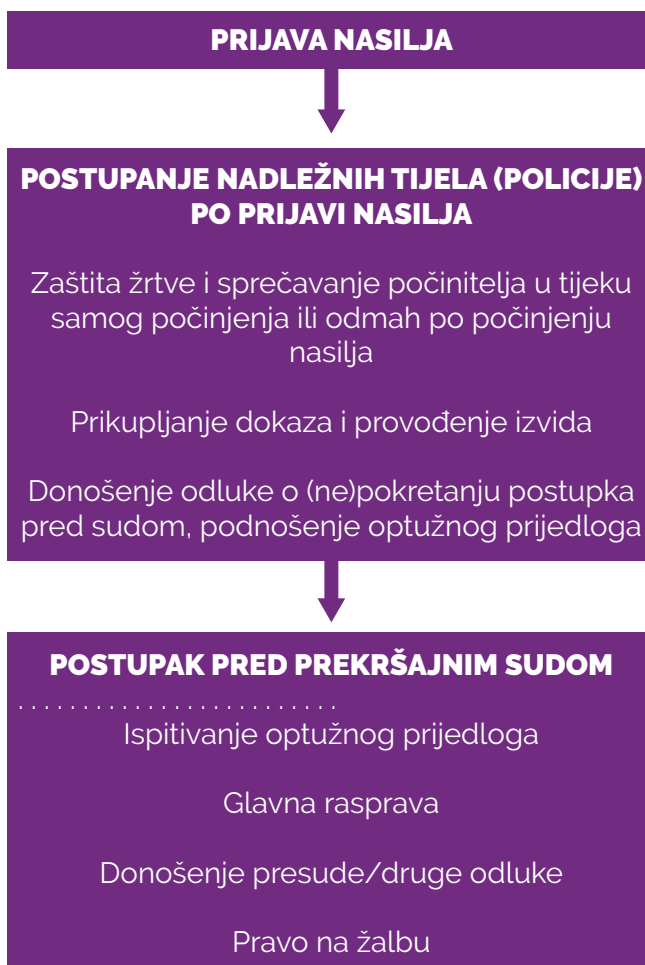 PRIJAVA NASILJA
POSTUPANJE NADLEŽNIH TIJELA (POLICIJE)
PO PRIJAVI NASILJA
Zaštita žrtve i sprečavanje počinitelja u tijeku
samog počinjenja ili odmah po počinjenju
nasilja
Prikupljanje dokaza i provođenje izvida
Donošenje odluke o (ne)pokretanju postupka
pred sudom, podnošenje optužnog prijedloga
POSTUPAK PRED PREKRŠAJNIM SUDOM
. . . . . . . . . . . . . . . . . . . . . . . . .
Ispitivanje optužnog prijedloga
Glavna rasprava
Donošenje presude/druge odluke
Pravo na žalbu